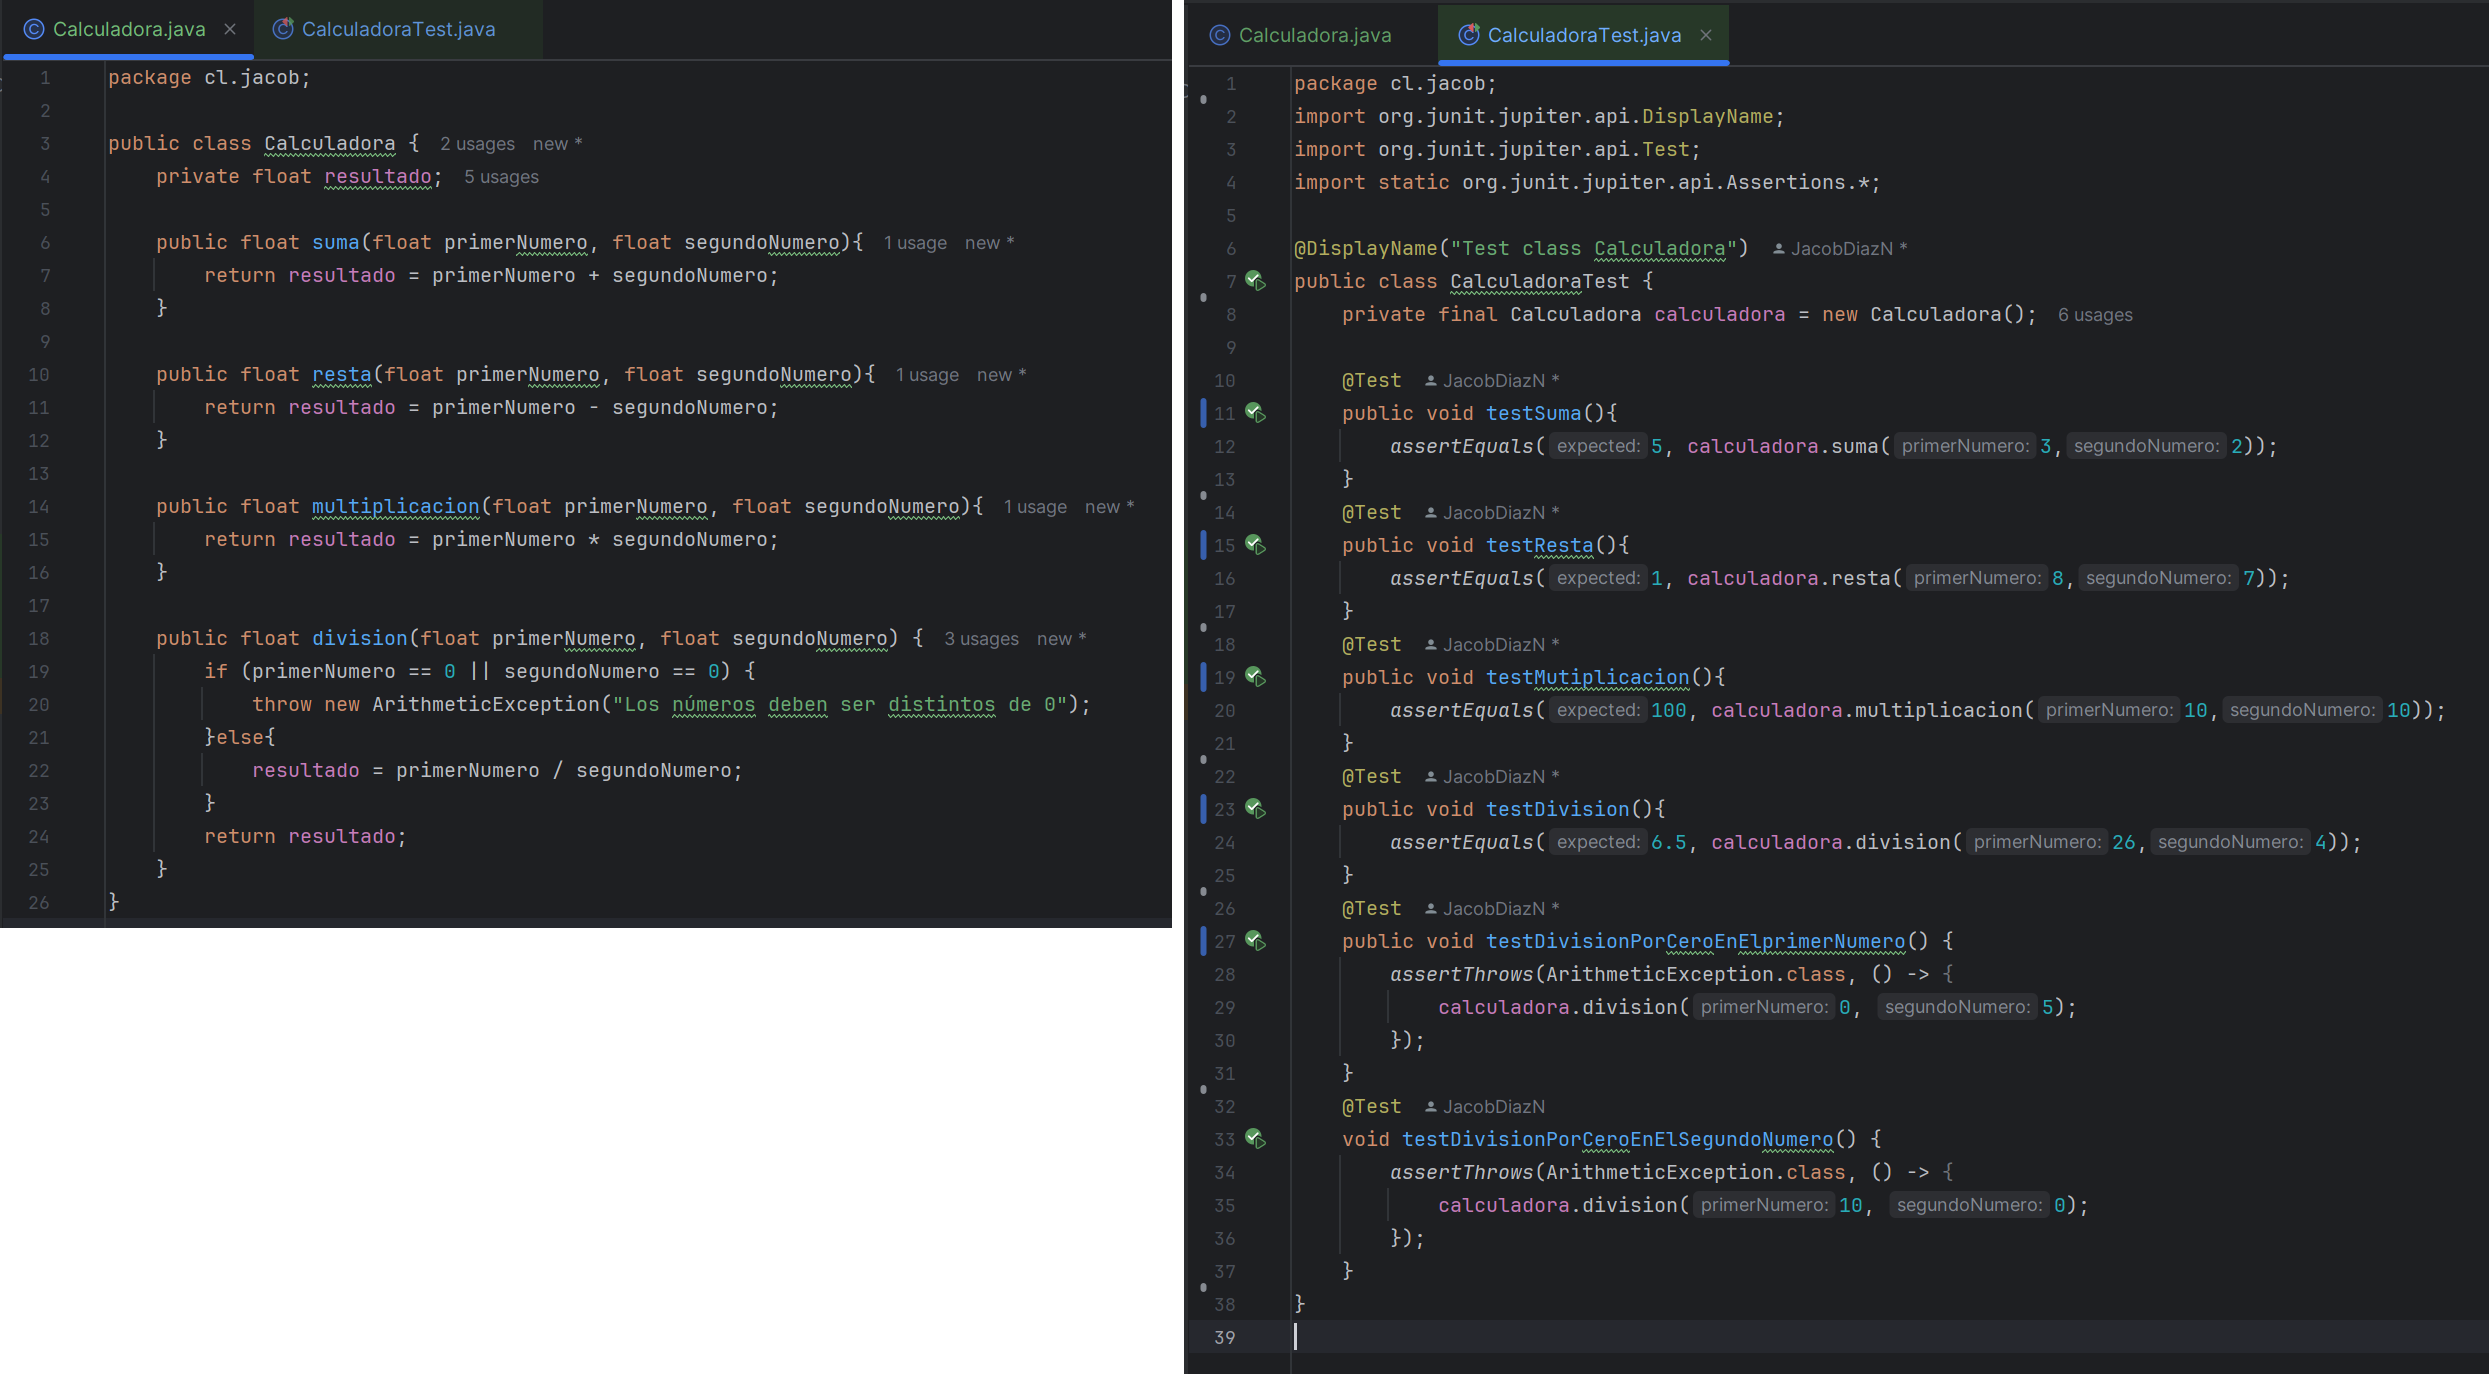 Calculadora.java
CalculadoraTest.java
1 package cl.jacob;
2
3 public class Calculadora { 2 usages new *
4 private float resultado; 5 usages
5
6 public float suma(float primerNumero, float segundoNumero){ 1 usage new *
7 return resultado = primerNumero + segundoNumero;
8 }
9
10 public float resta(float primerNumero, float segundoNumero){ 1 usage new *
11 return resultado = primerNumero - segundoNumero;
12 }
13
14 public float multiplicacion(float primerNumero, float segundoNumero){ 1 usage new *
15 return resultado = primerNumero * segundoNumero;
16 }
17
18 public float division(float primerNumero, float segundoNumero) { 3 usages new *
19 if (primerNumero == 0 || segundoNumero == 0) {
20 throw new ArithmeticException("Los números deben ser distintos de 0");
21 }else{
22 resultado = primerNumero / segundoNumero;
23 }
24 return resultado;
25 }
26 }
Calculadora.java
CalculadoraTest.java
1 package cl.jacob;
2 import org.junit.jupiter.api.DisplayName;
3 import org.junit.jupiter.api.Test;
4 import static org.junit.jupiter.api.Assertions.*;
5
6 @DisplayName("Test class Calculadora") JacobDiazN *
7 public class CalculadoraTest {
8 private final Calculadora calculadora = new Calculadora(); 6 usages
9
10 @Test JacobDiazN *
11 public void testSuma(){
12 assertEquals( expected: 5, calculadora.suma( primerNumero: 3, segundoNumero: 2));
13 }
14 @Test JacobDiazN *
15 public void testResta(){
16 assertEquals( expected: 1, calculadora.resta( primerNumero: 8, segundoNumero: 7));
17 }
18 @Test JacobDiazN *
19 public void testMutiplicacion(){
20 assertEquals( expected: 100, calculadora.multiplicacion( primerNumero: 10, segundoNumero: 10));
21 }
22 @Test JacobDiazN *
23 public void testDivision(){
24 assertEquals( expected: 6.5, calculadora.division( primerNumero: 26, segundoNumero: 4));
25 }
26 @Test JacobDiazN *
27 public void testDivisionPorCeroEnElprimerNumero() {
28 assertThrows(ArithmeticException.class, () -> {
29 calculadora.division( primerNumero: 0, segundoNumero: 5);
30 });
31 }
32 @Test JacobDiazN
33 void testDivisionPorCeroEnElSegundoNumero() {
34 assertThrows(ArithmeticException.class, () -> {
35 calculadora.division( primerNumero: 10, segundoNumero: 0);
36 });
37 }
38 }
39